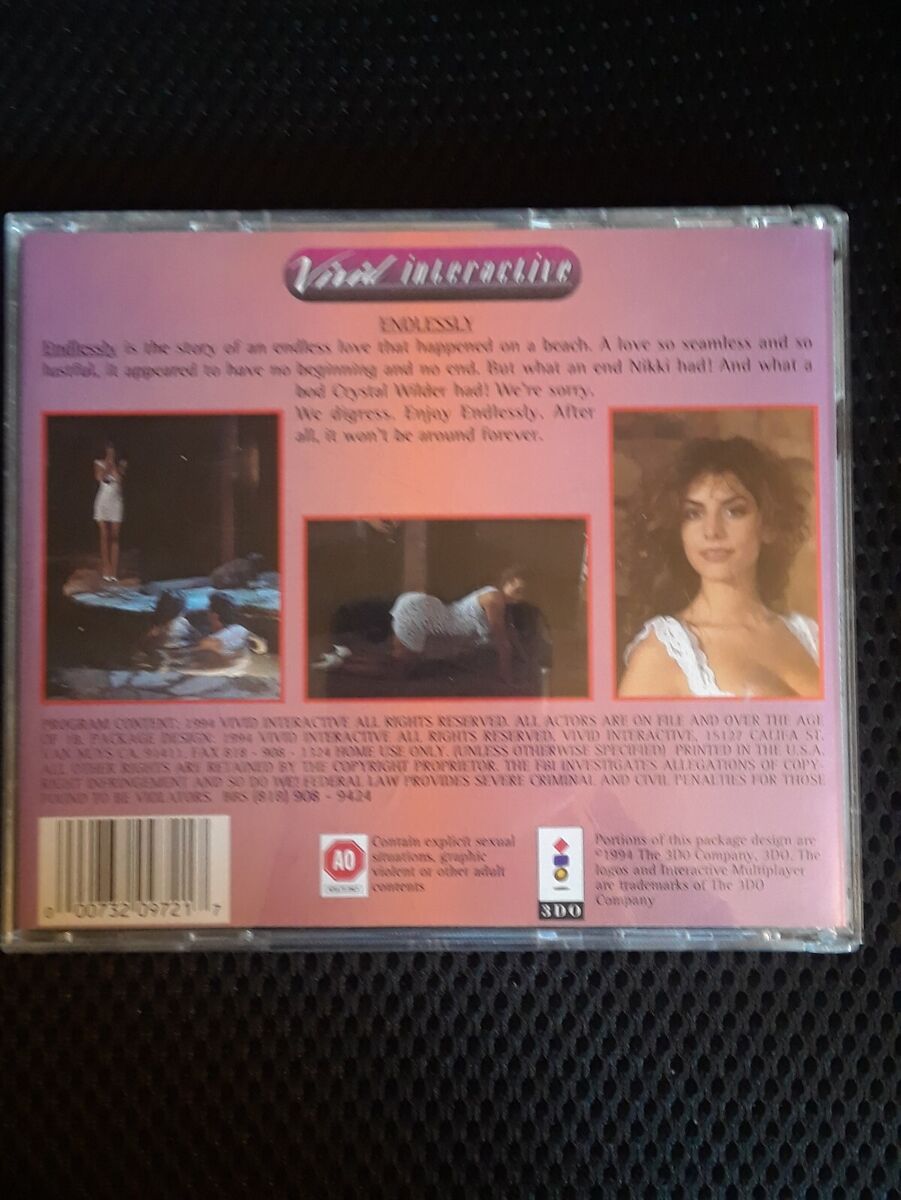 Vivid interactive
ENDLESSLY
Endlessly is the story of an endless love that happened on a beach. A love so seamless and so
lustful, it appeared to have no beginning and no end. But what an end Nikki had! And what a
bod Crystal Wilder had! We're sorry.
We digress. Enjoy Endlessly. After
all, it won't be around forever.
PROGRAM CONTENT: 1994 VIVID INTERACTIVE ALL RIGHTS RESERVED. ALL ACTORS ARE ON FILE AND OVER THE AGE
OF 18. PACKAGE DESIGN: 1994 VIVID INTERACTIVE ALL RIGHTS RESERVED. VIVID INTERACTIVE, 15127 CALIFA ST.
VAN NUYS CA. 91411, FAX 818 - 908 - 1324 HOME USE ONLY. (UNLESS OTHERWISE SPECIFIED) PRINTED IN THE U.S.A.
ALL OTHER RIGHTS ARE RETAINED BY THE COPYRIGHT PROPRIETOR. THE FBI INVESTIGATES ALLEGATIONS OF COPY-
RIGHT INFRINGEMENT AND SO DO WE! FEDERAL LAW PROVIDES SEVERE CRIMINAL AND CIVIL PENALTIES FOR THOSE
FOUND TO BE VIOLATORS. BBS (818) 908 - 9424
0 00732 09721 7
AO
Contain explicit sexual
situations, graphic
violent or other adult
contents
3DO
Portions of this package design are
©1994 The 3DO Company, 3DO, The
logos and Interactive Multiplayer
are trademarks of The 3DO
Company